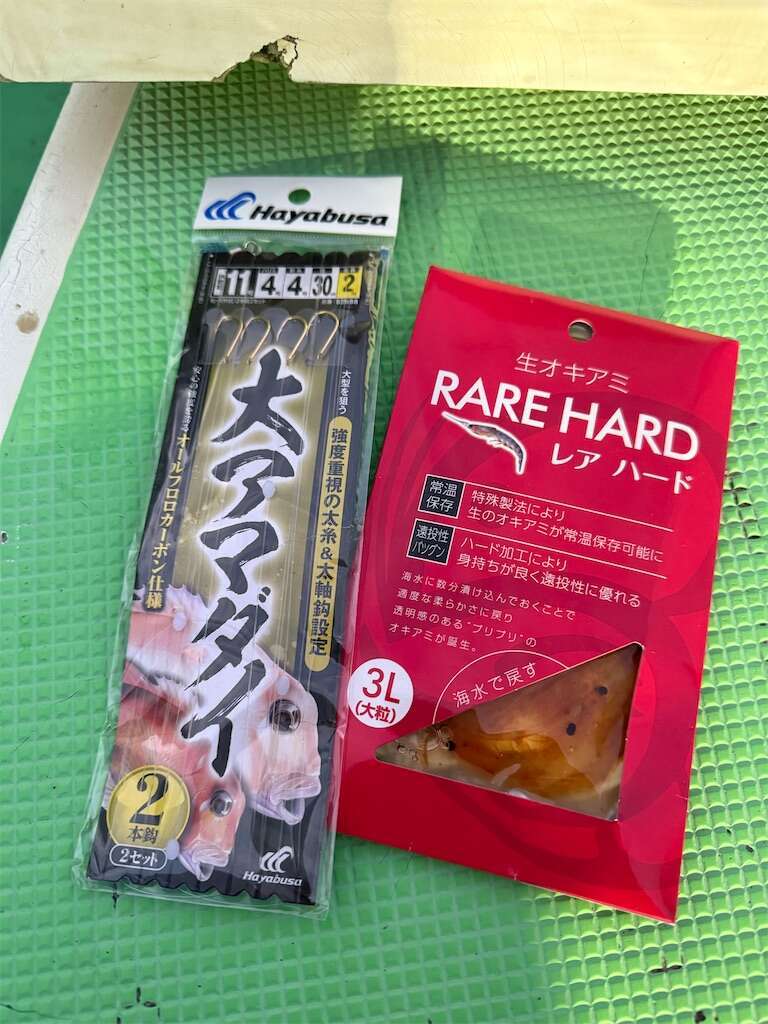 Hayabusa
11
4
4
30
2
大アマダイ
大型を狙う
強度重視の太糸&太軸鈎設定
安心の強度を誇る
オールフロロカーボン仕様
2
本鈎
2セット
Hayabusa
生オキアミ
RARE HARD
レア ハード
常温
保存
特殊製法により
生のオキアミが常温保存可能に
遠投性
バツグン
ハード加工により
身持ちが良く遠投性に優れる
海水に数分漬け込んでおくことで
適度な柔らかさに戻り
透明感のある"プリプリ"の
オキアミが誕生。
3L
(大粒)
海水で戻す